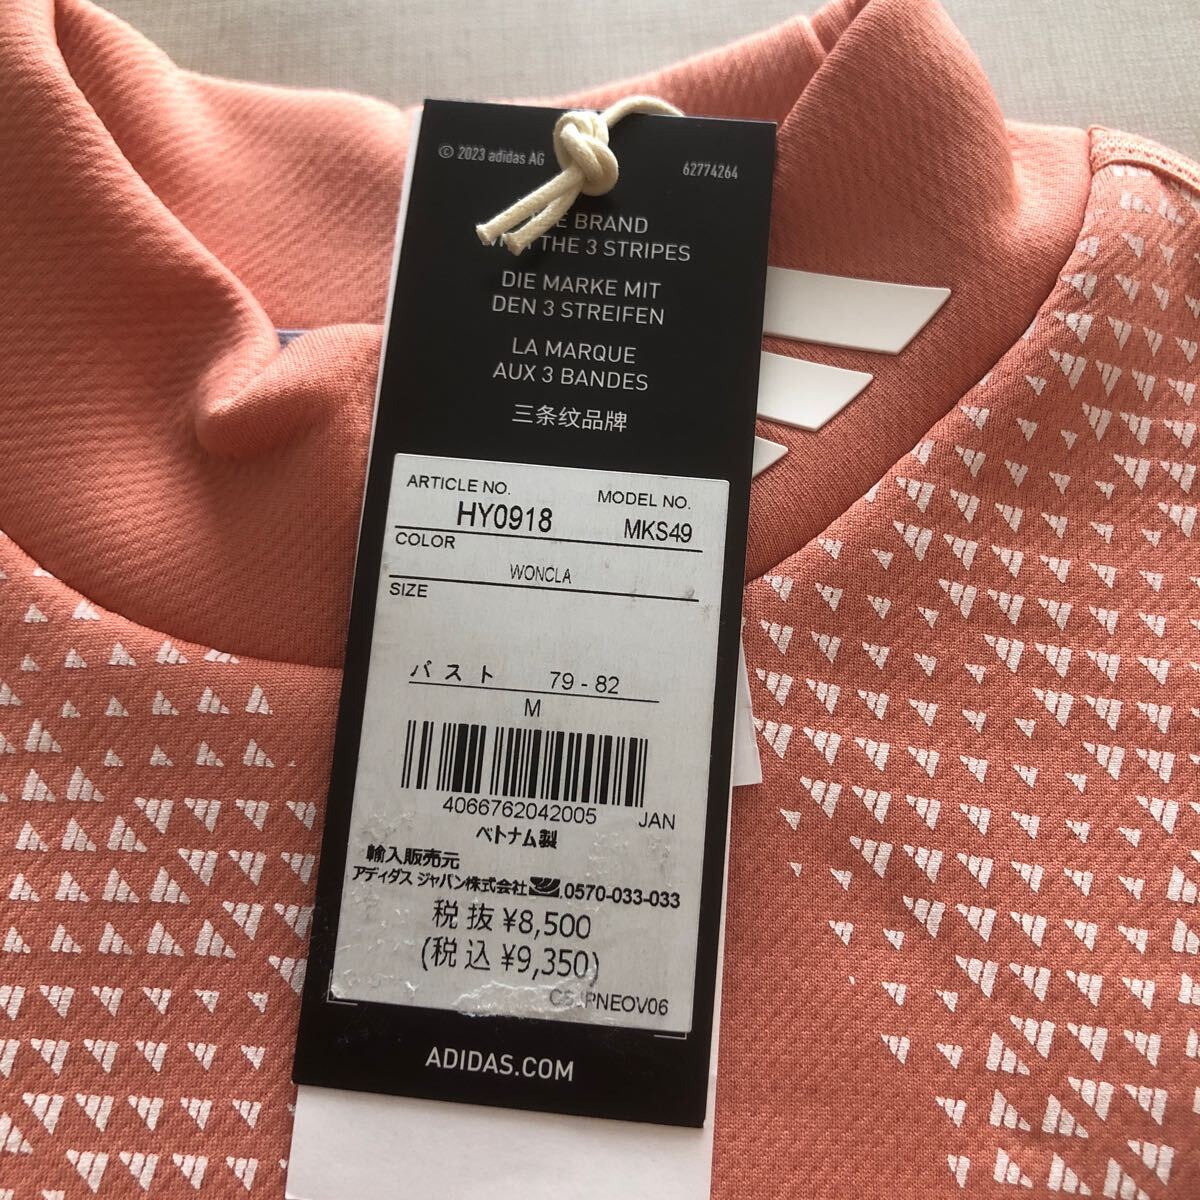 © 2023 adidas AG
62774264
BRAND
THE 3 STRIPES
DIE MARKE MIT
DEN 3 STREIFEN
LA MARQUE
AUX 3 BANDES
三条纹品牌
ARTICLE NO.
MODEL NO.
HY0918
MKS49
COLOR
WONCLA
SIZE
バスト 79 - 82
M
4066762042005 JAN
ベトナム製
輸入販売元
アディダス ジャパン株式会社 .0570-033-033
税抜 ¥8,500
(税込 ¥9,350)
PNEOV06
ADIDAS.COM